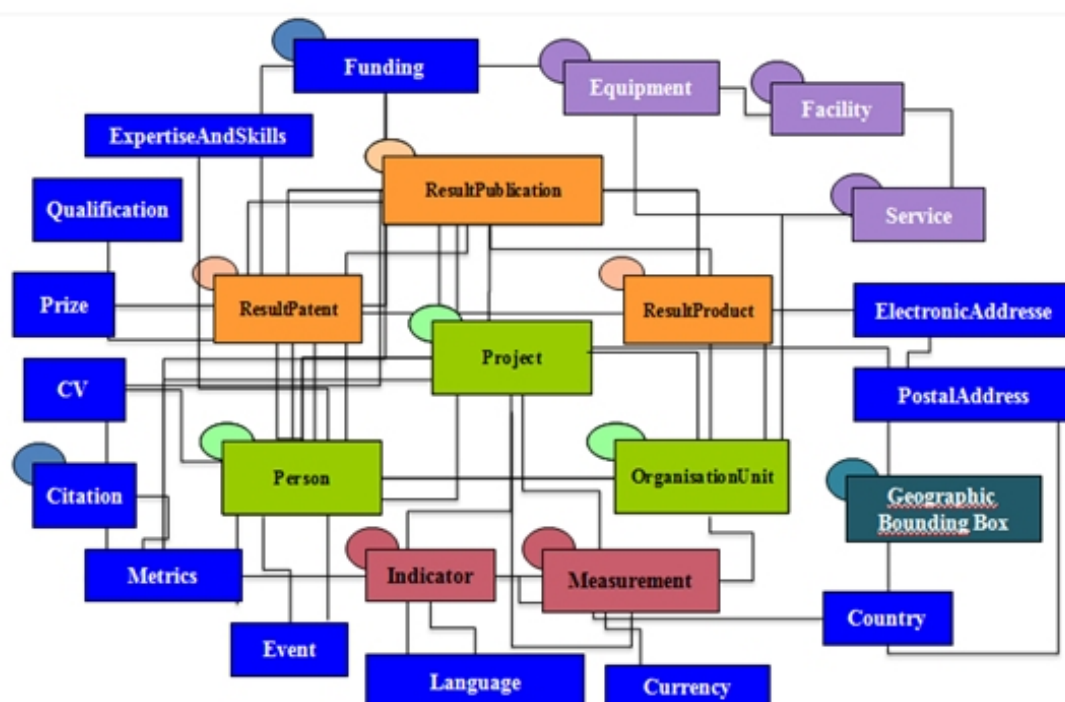 Funding
Equipment
Facility
ExpertiseAndSkills
ResultPublication
Qualification
Service
Prize
ResultPatent
ResultProduct
ElectronicAddresse
Project
CV
PostalAddress
Person
OrganisationUnit
Citation
Geographic
Bounding Box
Metrics
Indicator
Measurement
Country
Event
Language
Currency